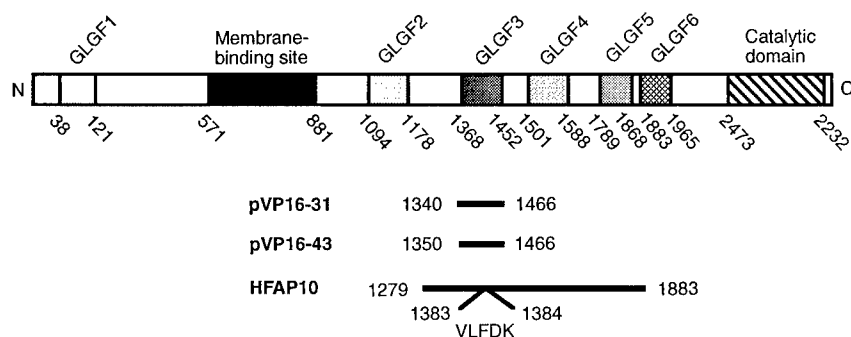 GLGF1
Membrane-
binding site
GLGF2
GLGF3
GLGF4
GLGF5
GLGF6
Catalytic
domain
N
C
38 121 571 881 1094 1178 1368 1452 1501 1588 1789 1868 1883 1965 2473 2232
pVP16-31 1340 1466
pVP16-43 1350 1466
HFAP10 1279 1883
1383 1384
VLFDK